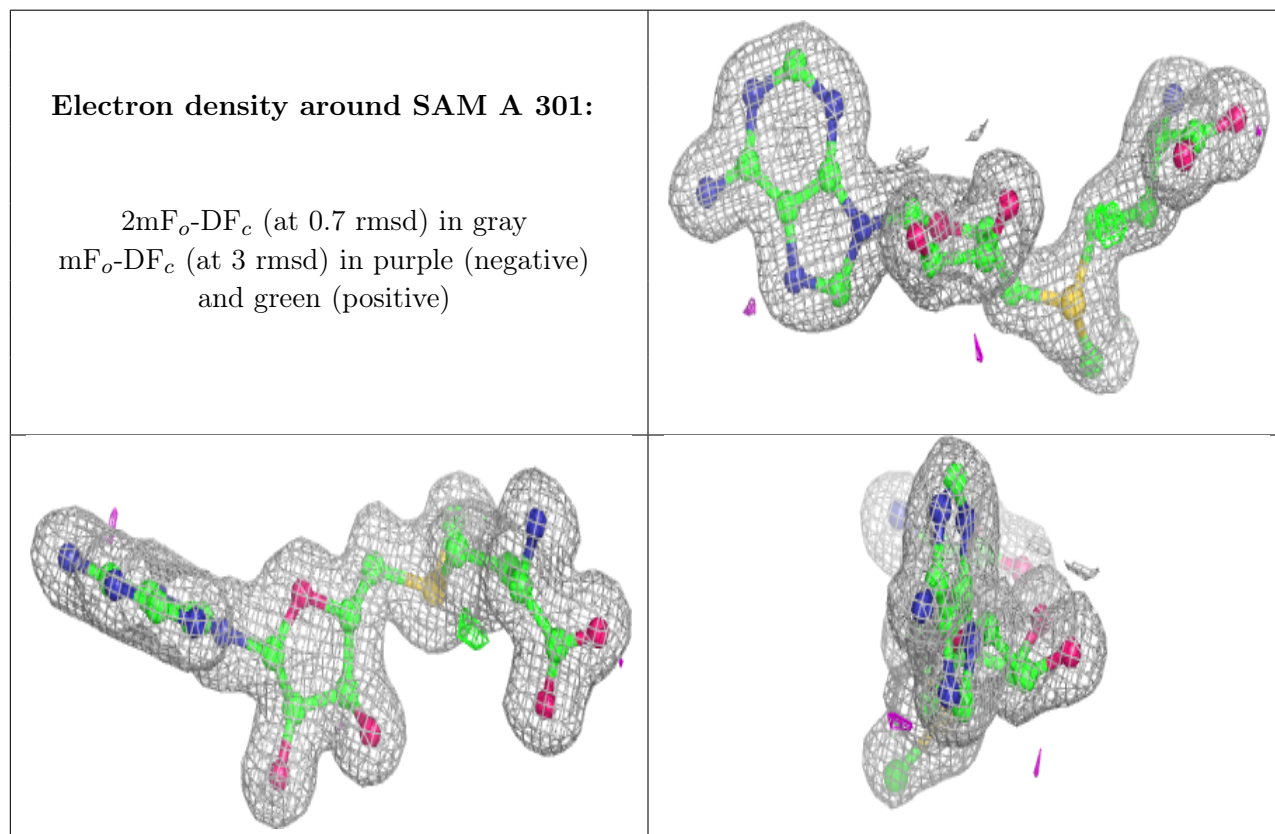 Electron density around SAM A 301:
2mFo-DFc (at 0.7 rmsd) in gray
mFo-DFc (at 3 rmsd) in purple (negative)
and green (positive)